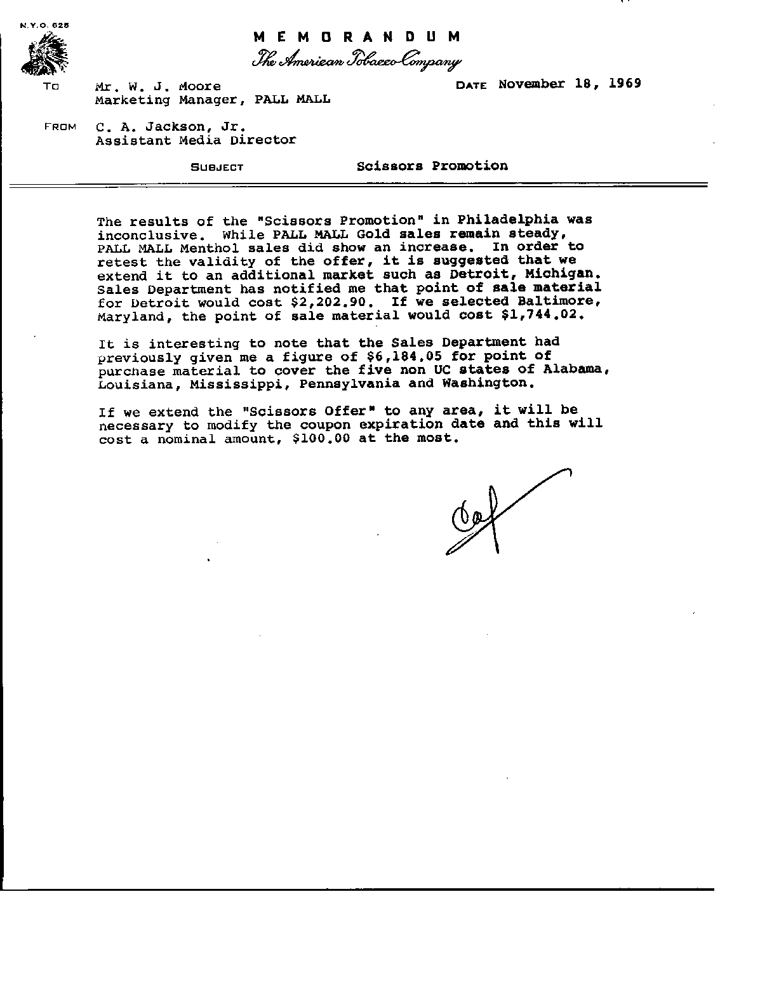 N.Y.O. 628
MEMORANDUM
The American Tobacco Company
TO Mr. W. J. Moore DATE November 18, 1969
Marketing Manager, PALL MALL
FROM C. A. Jackson, Jr.
Assistant Media Director
SUBJECT Scissors Promotion
The results of the "Scissors Promotion" in Philadelphia was
inconclusive. While PALL MALL Gold sales remain steady,
PALL MALL Menthol sales did show an increase. In order to
retest the validity of the offer, it is suggested that we
extend it to an additional market such as Detroit, Michigan.
Sales Department has notified me that point of sale material
for Detroit would cost $2,202.90. If we selected Baltimore,
Maryland, the point of sale material would cost $1,744.02.
It is interesting to note that the Sales Department had
previously given me a figure of $6,184.05 for point of
purchase material to cover the five non UC states of Alabama,
Louisiana, Mississippi, Pennsylvania and Washington.
If we extend the "Scissors Offer" to any area, it will be
necessary to modify the coupon expiration date and this will
cost a nominal amount, $100.00 at the most.